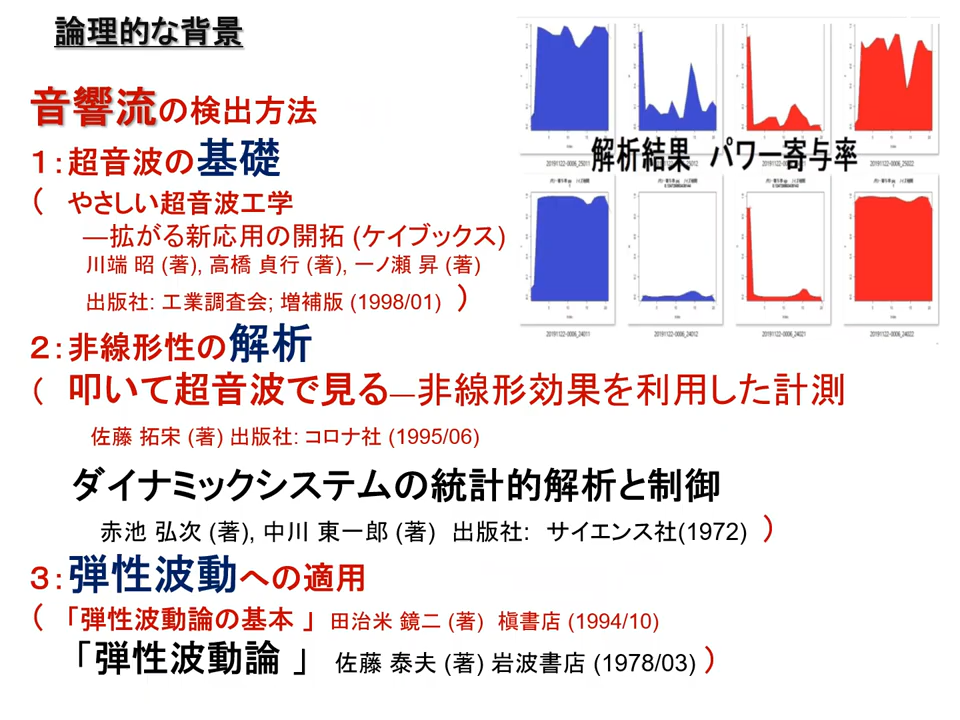 論理的な背景
音響流の検出方法
１：超音波の基礎
（ やさしい超音波工学
―拡がる新応用の開拓 (ケイブックス)
川端 昭 (著), 高橋 貞行 (著), 一ノ瀬 昇 (著)
出版社: 工業調査会; 増補版 (1998/01) ）
２：非線形性の解析
（ 叩いて超音波で見る―非線形効果を利用した計測
佐藤 拓宋 (著) 出版社: コロナ社 (1995/06)
ダイナミックシステムの統計的解析と制御
赤池 弘次 (著), 中川 東一郎 (著) 出版社: サイエンス社(1972) ）
３：弾性波動への適用
（ 「弾性波動論の基本 」 田治米 鏡二 (著) 槇書店 (1994/10)
「弾性波動論 」 佐藤 泰夫 (著) 岩波書店 (1978/03) ）
解析結果 パワー寄与率
20191122-0006_24011
20191122-0006_24012
20191122-0006_24021
20191122-0006_24022